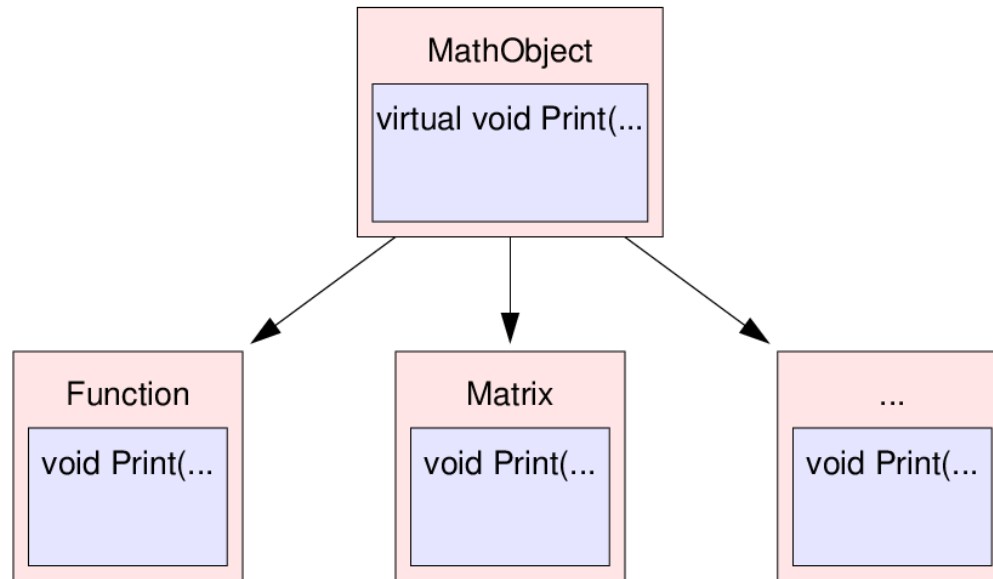 MathObject
virtual void Print(...
Function
Matrix
...
void Print(...
void Print(...
void Print(...